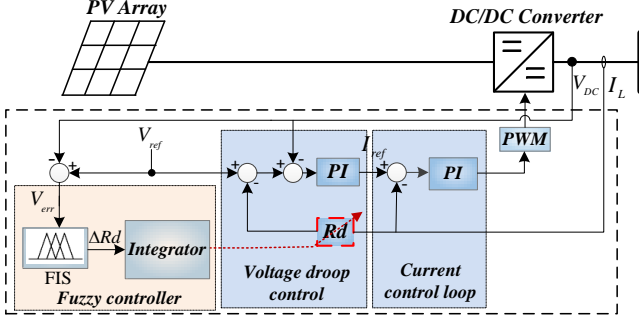 PV Array
DC/DC Converter
V_DC
I_L
V_ref
I_ref
PWM
PI
PI
V_err
ΔRd
Integrator
Rd
FIS
Fuzzy controller
Voltage droop
control
Current
control loop